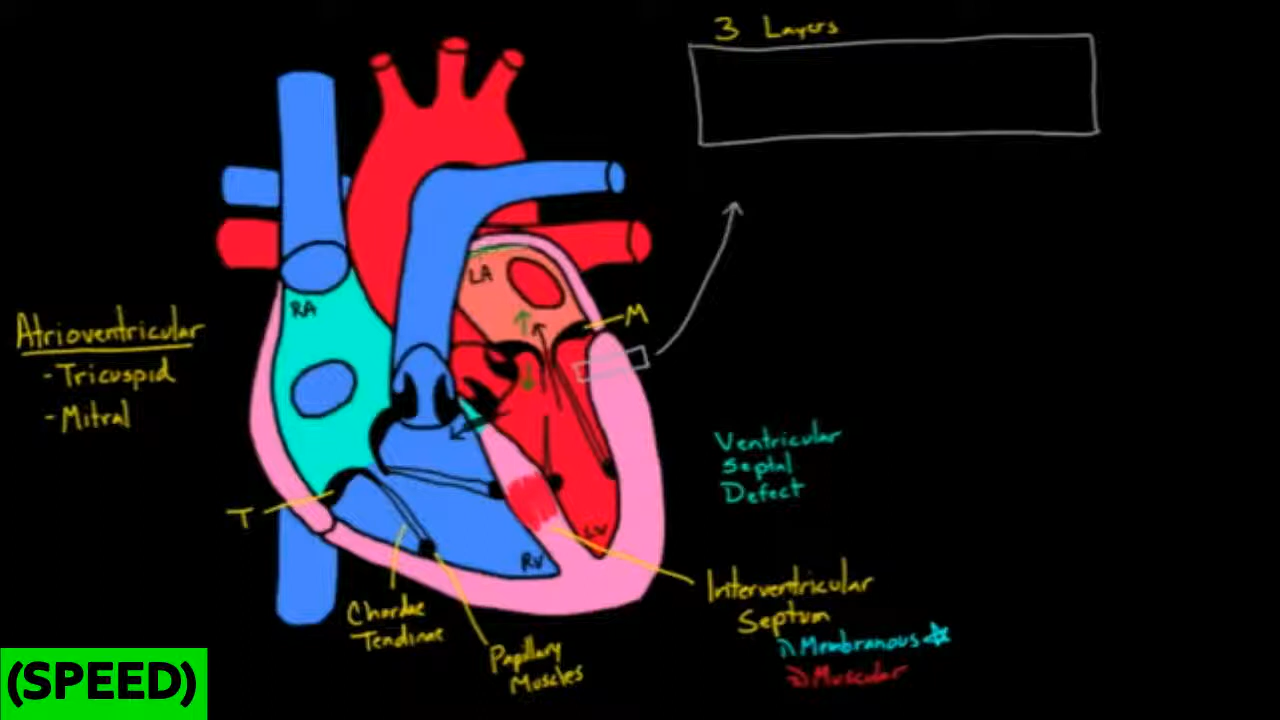 3 Layers
LA
RA
M
Atrioventricular
- Tricuspid
- Mitral
Ventricular
Septal
Defect
T
LV
RV
Interventricular
Septum
1) Membranous
2) Muscular
Chordae
Tendinae
Papillary
Muscles
(SPEED)